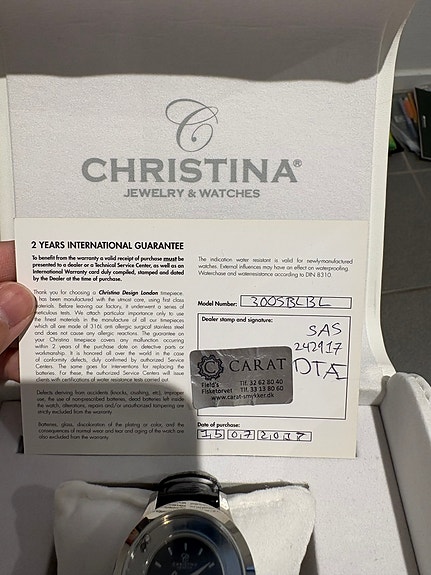 CHRISTINA®
JEWELRY & WATCHES
2 YEARS INTERNATIONAL GUARANTEE
To benefit from the warranty a valid receipt of purchase must be
presented to a dealer or a Technical Service Center, as well as an
International Warranty card duly compiled, stamped and dated
by the Dealer at the time of purchase.
Thank you for choosing a Christina Design London timepiece.
It has been manufactured with the utmost care, using first class
materials. Before leaving our factory, it underwent a series of
meticulous tests. We attach particular importance only to use
the finest materials in the manufacture of all our timepieces
which all are made of 316L anti allergic surgical stainless steel
and does not cause any allergic reactions. The guarantee on
your Christina timepiece covers any malfunction occurring
within 2 years of the purchase date on defective parts or
workmanship. It is honored all over the world in the case
of conformity defects, duly confirmed by authorized Service
Centers. The same goes for interventions for replacing the
batteries. For these, the authorized Service Centers will issue
clients with certifications of water resistance tests carried out.
Defects deriving from accidents (knocks, crushing, etc), improper
use, the use of nonprescribed batteries, dead batteries left inside
the watch, alterations, repairs and/or unauthorized tampering are
strictly excluded from the warranty.
Batteries, glass, discoloration of the plating or color, and the
consequences of normal wear and tear and aging of the watch are
also excluded from the warranty.
The indication water resistant is valid for newly-manufactured
watches. External influences may have an effect on waterproofing.
Watercharge and waterresistance according to DIN 8310.
Model Number: 300SBLBL
Dealer stamp and signature:
SAS
242917
DTÆ
CARAT
Field's Tlf. 32 62 80 40
Fisketorvet Tlf. 33 13 80 60
www.carat-smykker.dk
Date of purchase:
15 07 2017
CHRISTINA